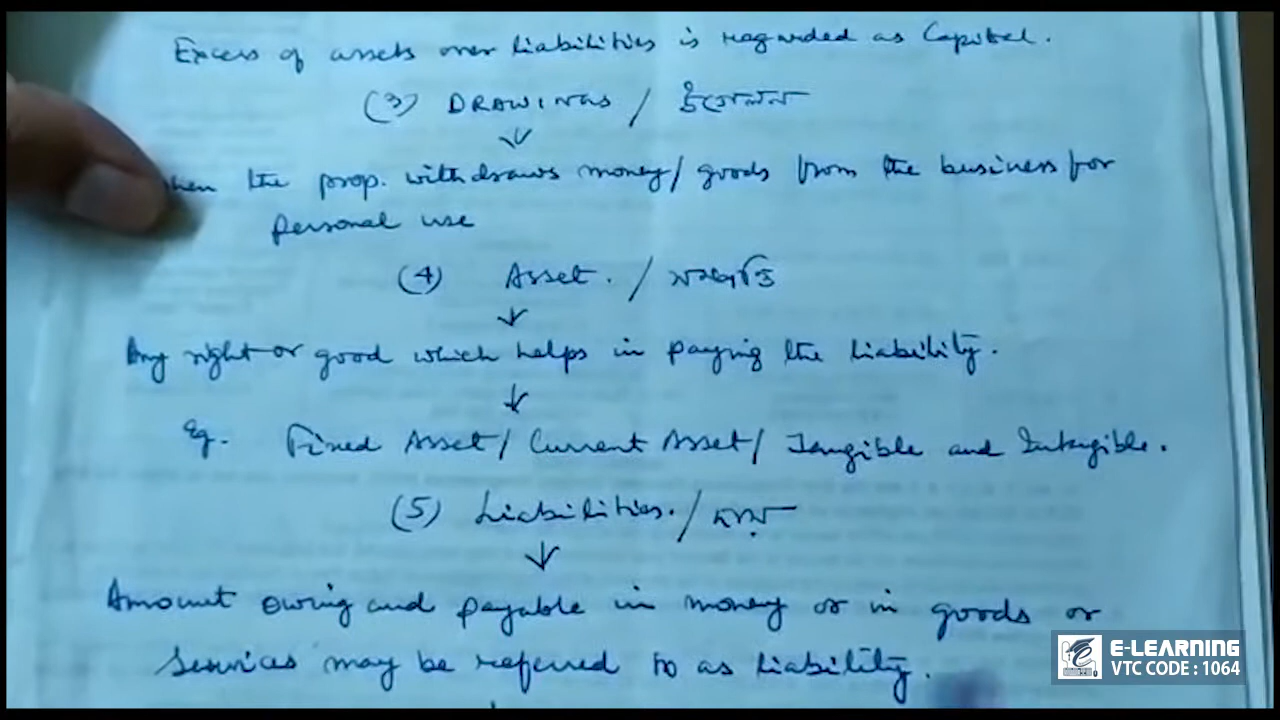 Excess of assets over liabilities is regarded as Capital.
(3) DRAWINGS / উত্তোলন
the prop. withdraws money/ goods from the business for
personal use
(4) Asset. / সম্পত্তি
Any right or good which helps in paying the liability.
Eg. Fixed Asset/ Current Asset/ Tangible and Intangible.
(5) Liabilities. / দায়
Amount owing and payable in money or in goods or
Services may be referred to as liability.
E-LEARNING
VTC CODE : 1064